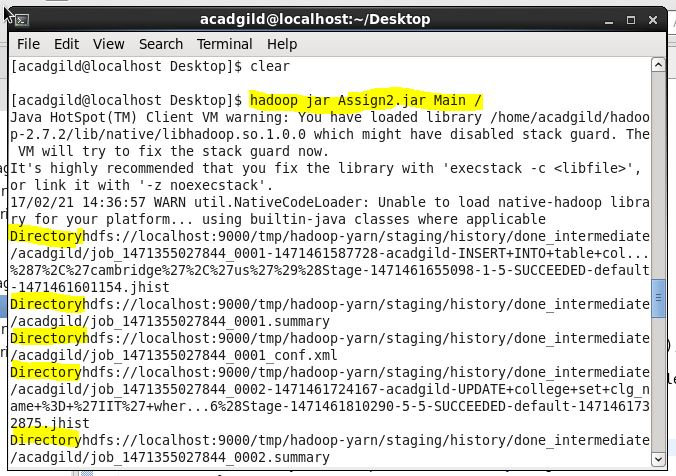 acadgild@localhost:~/Desktop
File Edit View Search Terminal Help
[acadgild@localhost Desktop]$ clear
[acadgild@localhost Desktop]$ hadoop jar Assign2.jar Main /
Java HotSpot(TM) Client VM warning: You have loaded library /home/acadgild/hadoo
p-2.7.2/lib/native/libhadoop.so.1.0.0 which might have disabled stack guard. The
 VM will try to fix the stack guard now.
It's highly recommended that you fix the library with 'execstack -c <libfile>',
or link it with '-z noexecstack'.
17/02/21 14:36:57 WARN util.NativeCodeLoader: Unable to load native-hadoop libra
ry for your platform... using builtin-java classes where applicable
Directoryhdfs://localhost:9000/tmp/hadoop-yarn/staging/history/done_intermediate
/acadgild/job_1471355027844_0001-1471461587728-acadgild-INSERT+INTO+table+col...
%287%2C%27cambridge%27%2C%27us%27%29%28Stage-1471461655098-1-5-SUCCEEDED-default
-1471461601154.jhist
Directoryhdfs://localhost:9000/tmp/hadoop-yarn/staging/history/done_intermediate
/acadgild/job_1471355027844_0001.summary
Directoryhdfs://localhost:9000/tmp/hadoop-yarn/staging/history/done_intermediate
/acadgild/job_1471355027844_0001_conf.xml
Directoryhdfs://localhost:9000/tmp/hadoop-yarn/staging/history/done_intermediate
/acadgild/job_1471355027844_0002-1471461724167-acadgild-UPDATE+college+set+clg_n
ame+%3D+%27IIT%27+wher...6%28Stage-1471461810290-5-5-SUCCEEDED-default-147146173
2875.jhist
Directoryhdfs://localhost:9000/tmp/hadoop-yarn/staging/history/done_intermediate
/acadgild/job_1471355027844_0002.summary